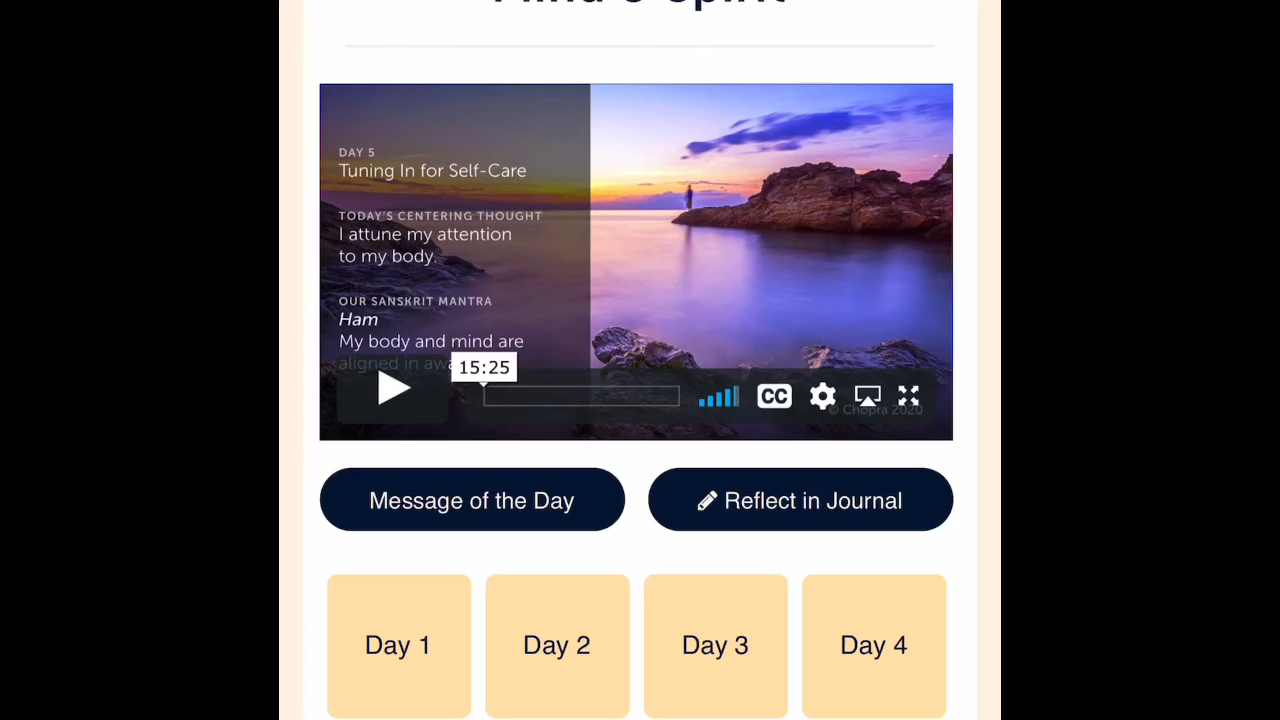 DAY 5
Tuning In for Self-Care
TODAY'S CENTERING THOUGHT
I attune my attention
to my body.
OUR SANSKRIT MANTRA
Ham
My body and mind are
aligned in
15:25
CC
© Chopra 2020
Message of the Day
Reflect in Journal
Day 1
Day 2
Day 3
Day 4